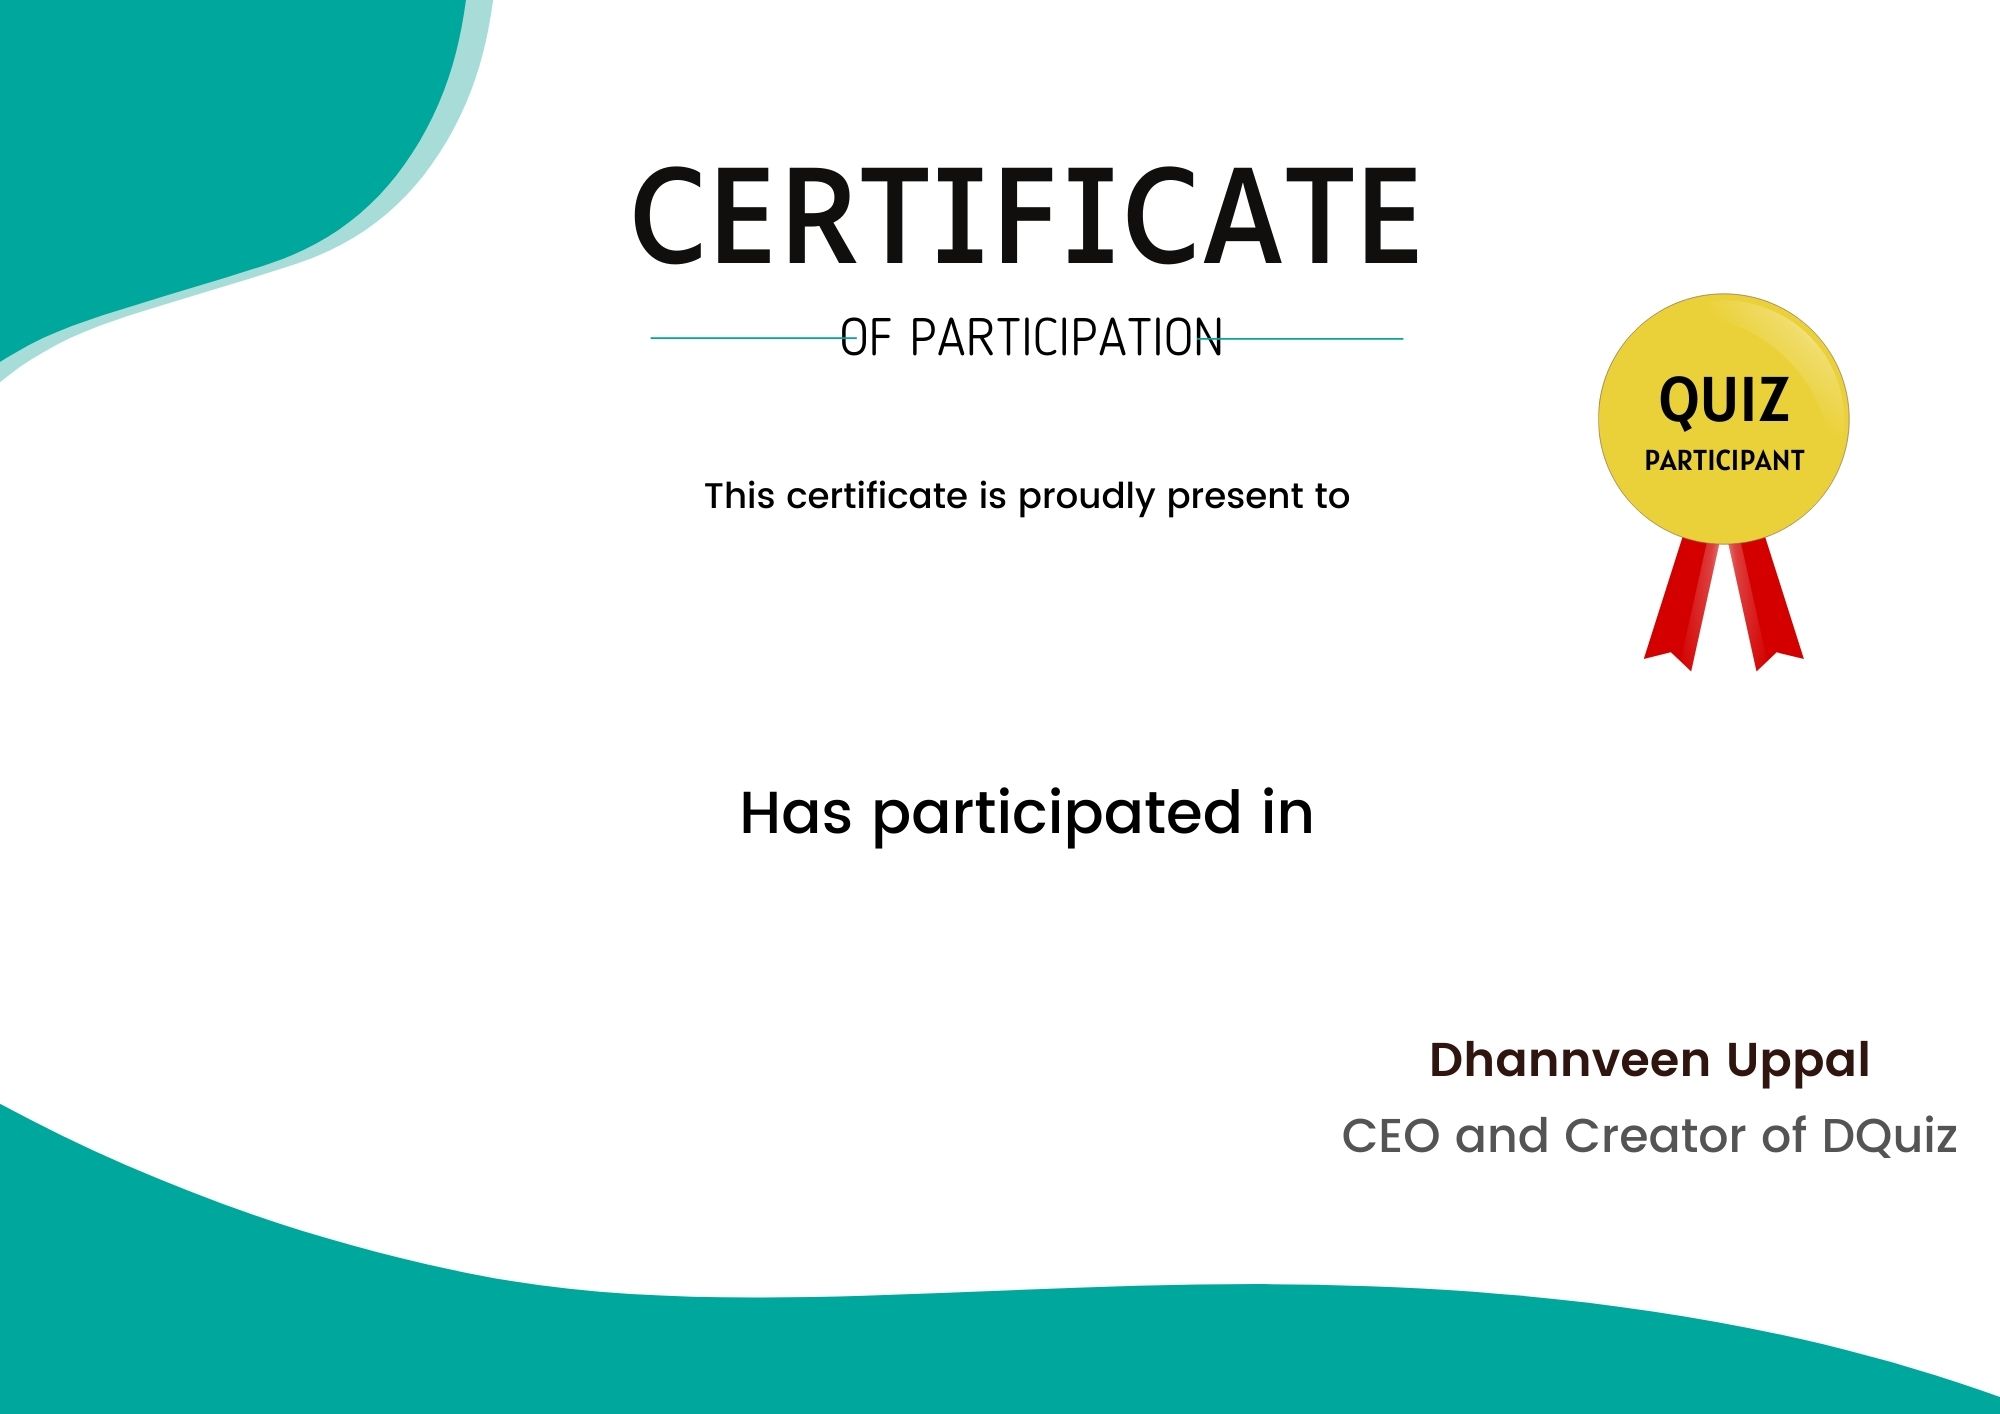 CERTIFICATE
OF PARTICIPATION
QUIZ
PARTICIPANT
This certificate is proudly present to
Has participated in
Dhannveen Uppal
CEO and Creator of DQuiz